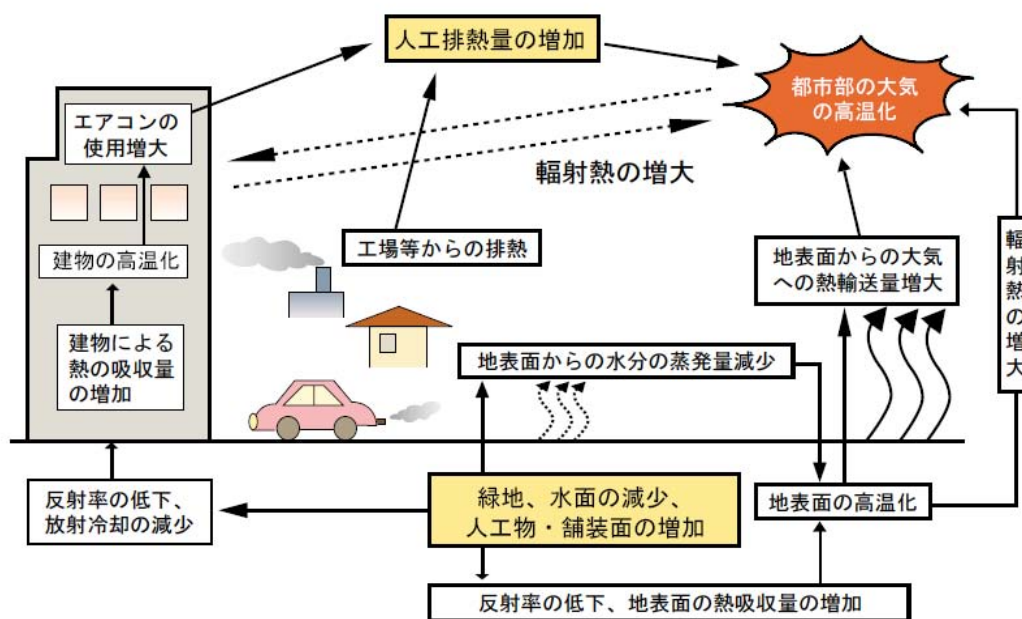 人工排熱量の増加
都市部の大気
の高温化
エアコンの
使用増大
輻射熱の増大
建物の高温化
工場等からの排熱
地表面からの大気
への熱輸送量増大
輻射熱の増大
建物による
熱の吸収量
の増加
地表面からの水分の蒸発量減少
反射率の低下、
放射冷却の減少
緑地、水面の減少、
人工物・舗装面の増加
地表面の高温化
反射率の低下、地表面の熱吸収量の増加